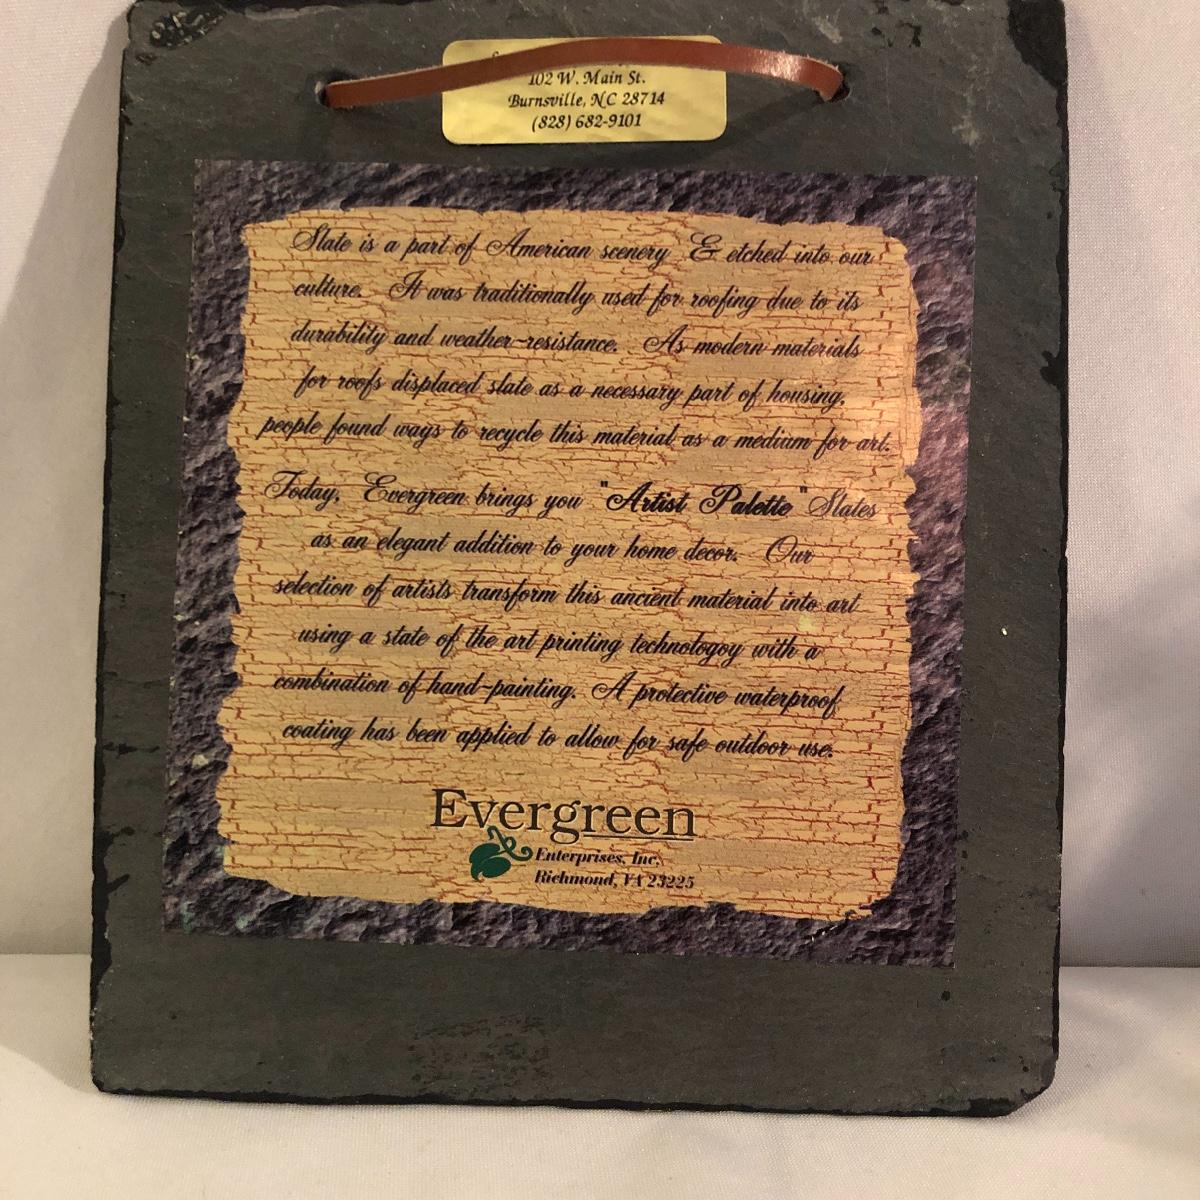 102 W. Main St.
Burnsville, NC 28714
(828) 682-9101
Slate is a part of American scenery & etched into our
culture. It was traditionally used for roofing due to its
durability and weather-resistance. As modern materials
for roofs displaced slate as a necessary part of housing,
people found ways to recycle this material as a medium for art.
Today, Evergreen brings you "Artist Palette" Slates
as an elegant addition to your home decor. Our
selection of artists transform this ancient material into art
using a state of the art printing technologoy with a
combination of hand-painting. A protective waterproof
coating has been applied to allow for safe outdoor use.
Evergreen
Enterprises, Inc.
Richmond, VA 23225